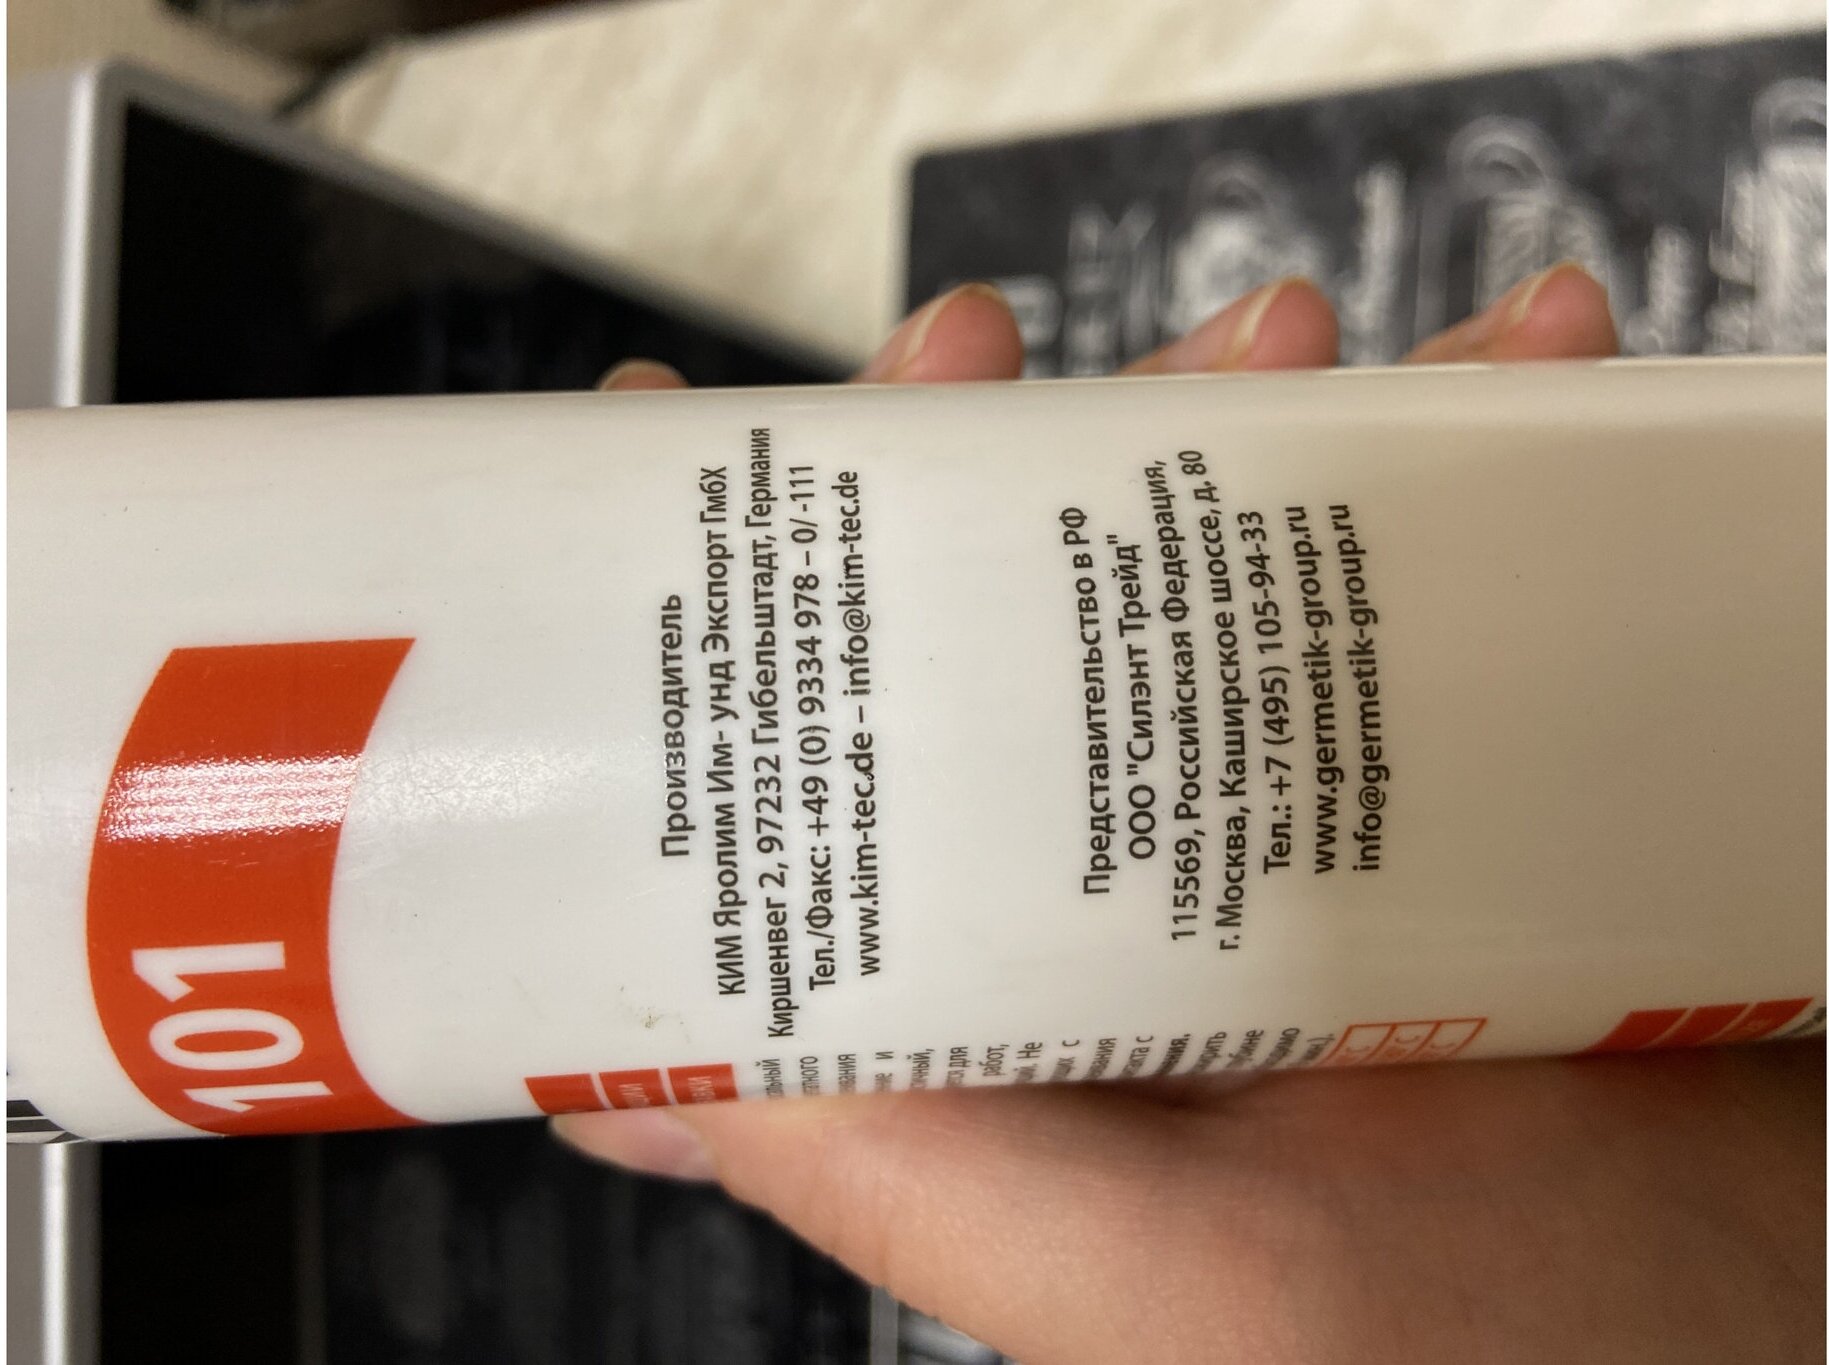 101
Производитель
КИМ Яролим Им- унд Экспорт ГмбХ
Киршенвег 2, 97232 Гибельштадт, Германия
Тел./Факс: +49 (0) 9334 978 – 0/ -111
www.kim-tec.de – info@kim-tec.de
Представительство в РФ
ООО "Силэнт Трейд"
115569, Российская Федерация,
г. Москва, Каширское шоссе, д. 80
Тел.: +7 (495) 105-94-33
www.germetik-group.ru
info@germetik-group.ru